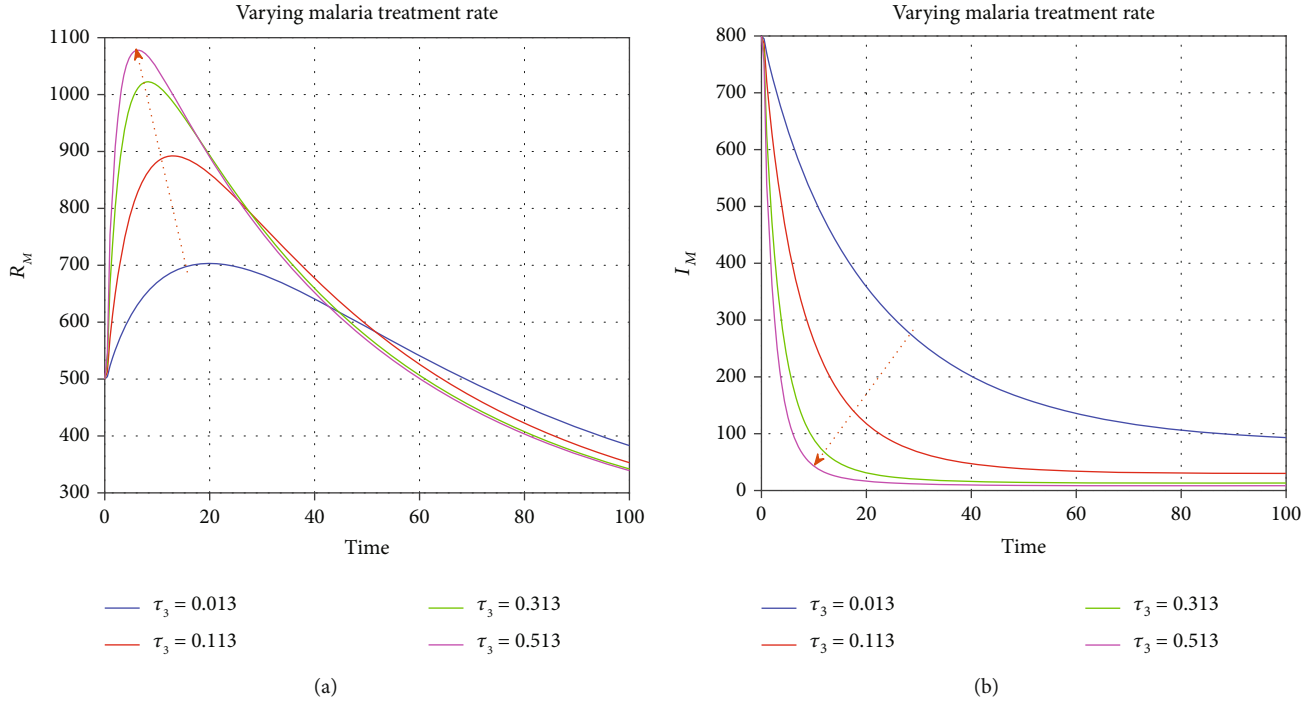 Varying malaria treatment rate
1100
1000
900
800
700
600
500
400
300
R_M
0 20 40 60 80 100
Time
τ_3 = 0.013
τ_3 = 0.313
τ_3 = 0.113
τ_3 = 0.513
(a)
Varying malaria treatment rate
800
700
600
500
400
300
200
100
0
I_M
0 20 40 60 80 100
Time
τ_3 = 0.013
τ_3 = 0.313
τ_3 = 0.113
τ_3 = 0.513
(b)